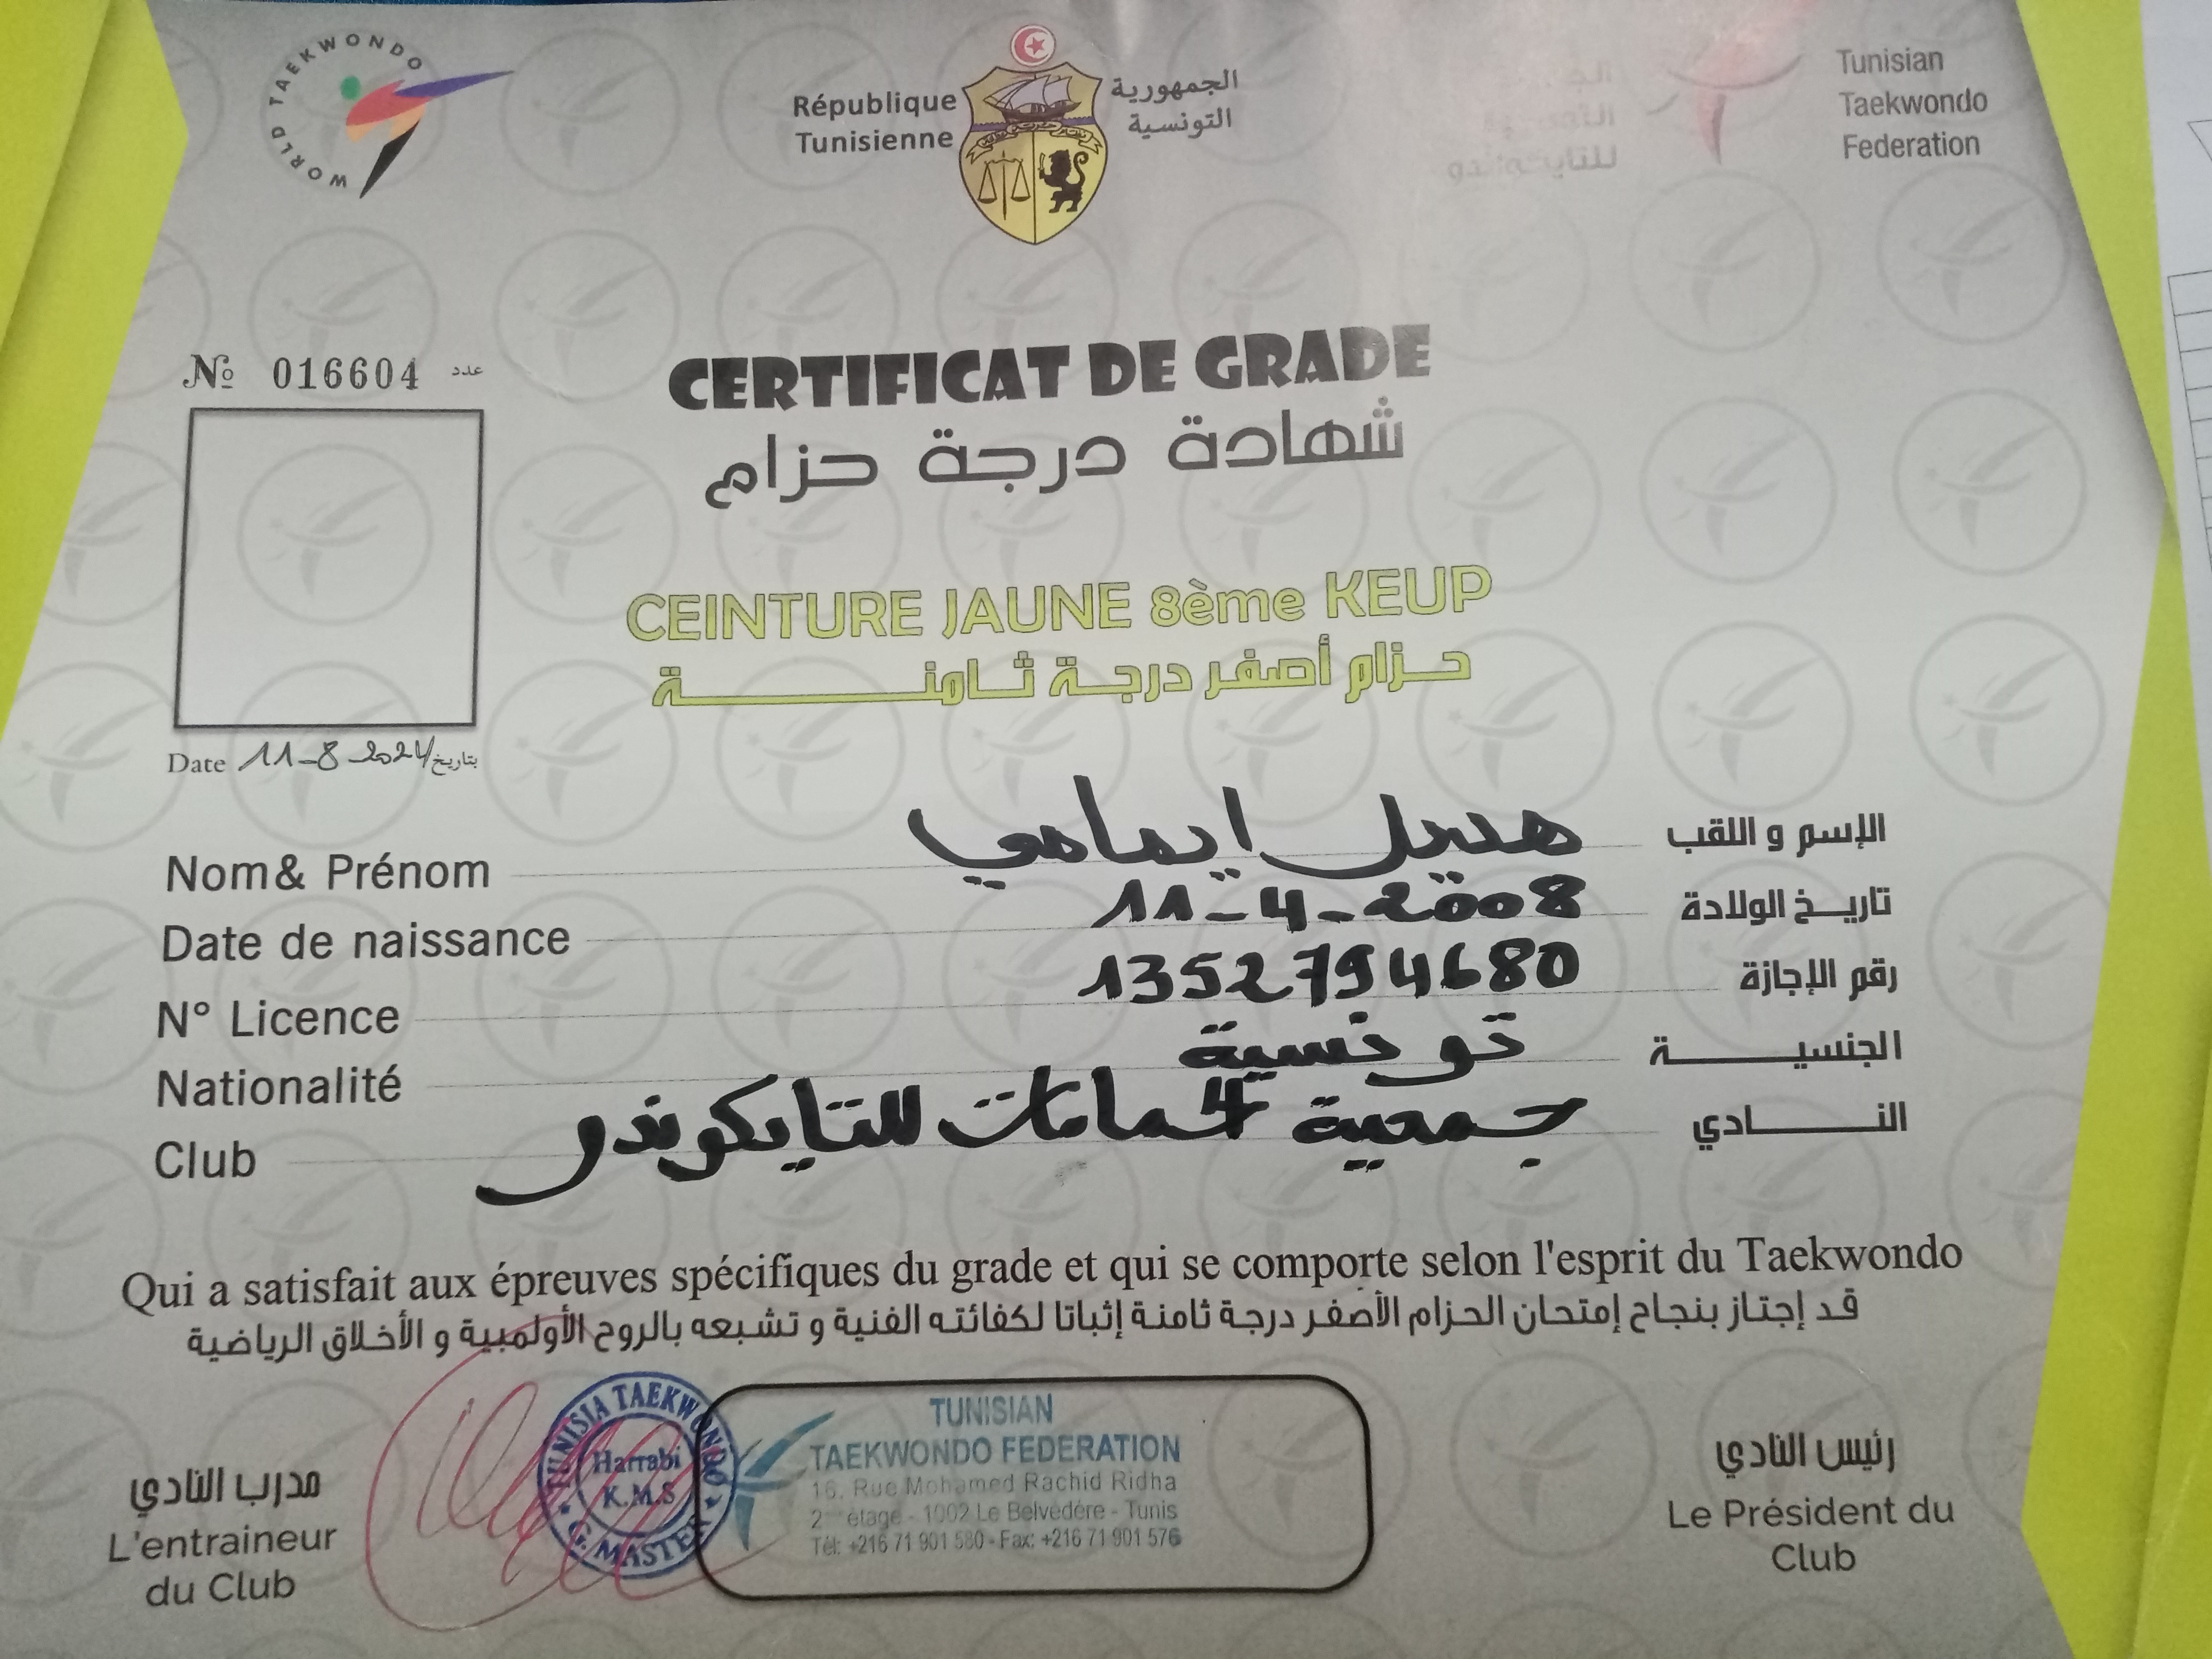 WORLD TAEKWONDO
République
Tunisienne
الجمهورية
التونسية
Tunisian
Taekwondo
Federation
№ 016604 عدد
CERTIFICAT DE GRADE
شهادة درجة حزام
CEINTURE JAUNE 8ème KEUP
حزام أصفر درجة ثامنة
Date 11-8-2024 بتاريخ
Nom& Prénom هديل ايمامي الإسم و اللقب
Date de naissance 11-4-2008 تاريخ الولادة
N° Licence 13527954680 رقم الإجازة
Nationalité تونسية الجنسية
Club جمعية للتايكوندو النادي
Qui a satisfait aux épreuves spécifiques du grade et qui se comporte selon l'esprit du Taekwondo
قد إجتاز بنجاح إمتحان الحزام الأصفر درجة ثامنة إثباتا لكفائته الفنية و تشبعه بالروح الأولمبية و الأخلاق الرياضية
مدرب النادي
L'entraineur
du Club
TUNISIA TAEKWONDO
Harrabi
K.M.S
G. MASTER
TUNISIAN
TAEKWONDO FEDERATION
16, Rue Mohamed Rachid Ridha
2 étage - 1002 Le Belvédère - Tunis
Tél: +216 71 901 580 - Fax: +216 71 901 576
رئيس النادي
Le Président du
Club